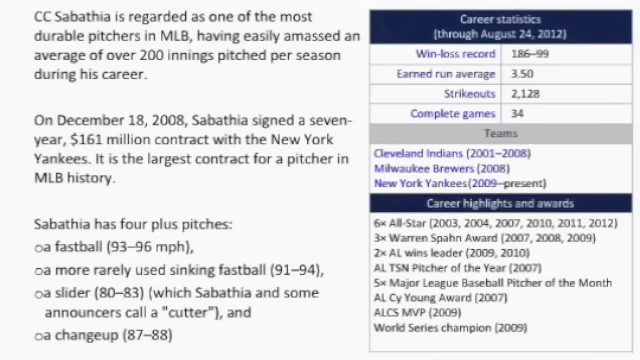 CC Sabathia is regarded as one of the most
durable pitchers in MLB, having easily amassed an
average of over 200 innings pitched per season
during his career.
On December 18, 2008, Sabathia signed a seven-
year, $161 million contract with the New York
Yankees. It is the largest contract for a pitcher in
MLB history.
Sabathia has four plus pitches:
oa fastball (93–96 mph),
oa more rarely used sinking fastball (91–94),
oa slider (80–83) (which Sabathia and some
announcers call a "cutter"), and
oa changeup (87–88)
Career statistics
(through August 24, 2012)
Win-loss record 186–99
Earned run average 3.50
Strikeouts 2,128
Complete games 34
Teams
Cleveland Indians (2001–2008)
Milwaukee Brewers (2008)
New York Yankees (2009–present)
Career highlights and awards
6× All-Star (2003, 2004, 2007, 2010, 2011, 2012)
3× Warren Spahn Award (2007, 2008, 2009)
2× AL wins leader (2009, 2010)
AL TSN Pitcher of the Year (2007)
5× Major League Baseball Pitcher of the Month
AL Cy Young Award (2007)
ALCS MVP (2009)
World Series champion (2009)